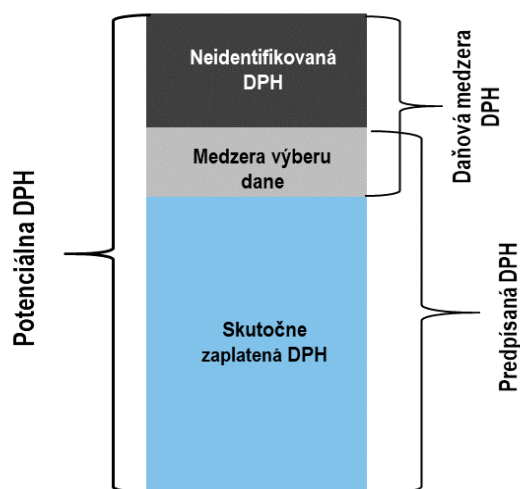 Potenciálna DPH
Neidentifikovaná
DPH
Medzera výberu
dane
Skutočne
zaplatená DPH
Daňová medzera
DPH
Predpísaná DPH